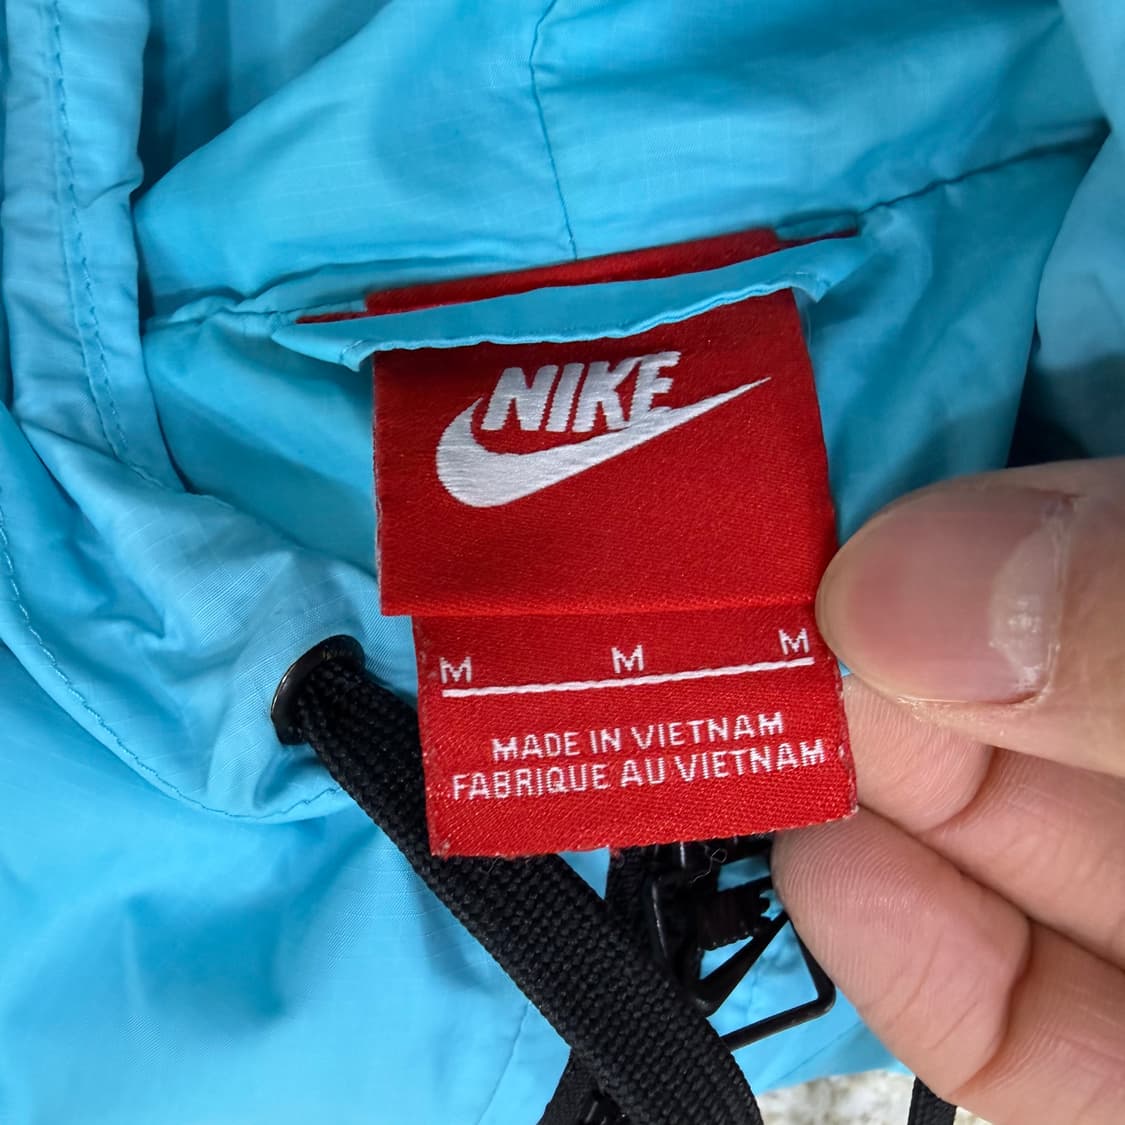 NIKE
M M M
MADE IN VIETNAM
FABRIQUE AU VIETNAM